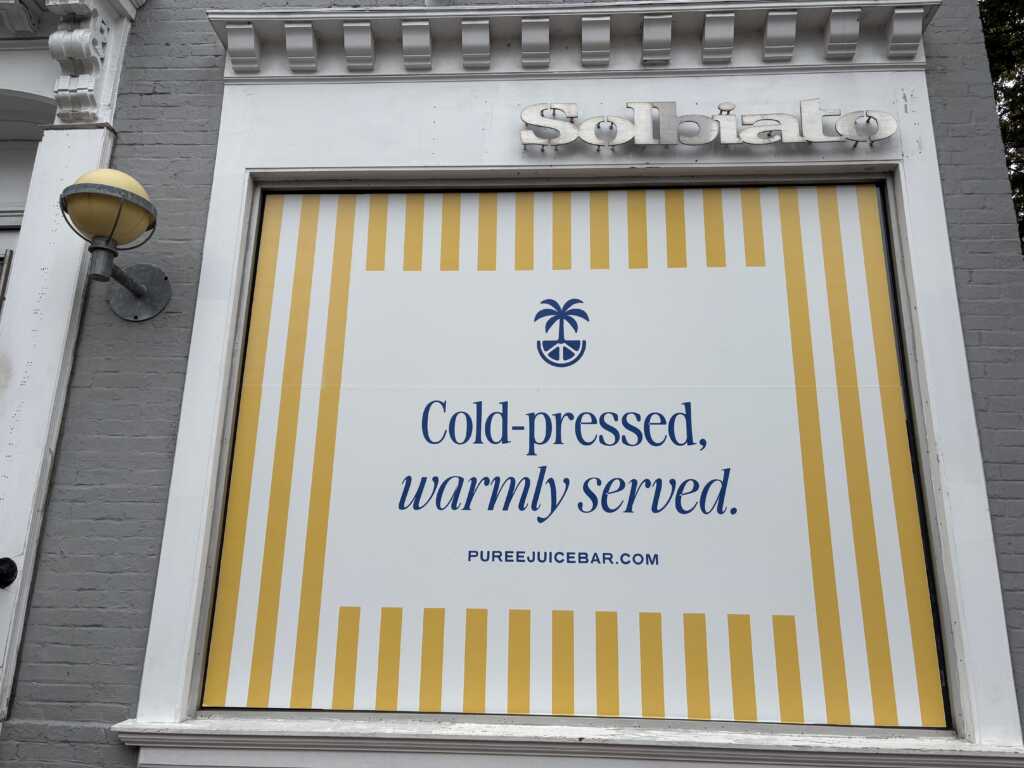 Solbiato
Cold-pressed,
warmly served.
PUREEJUICEBAR.COM